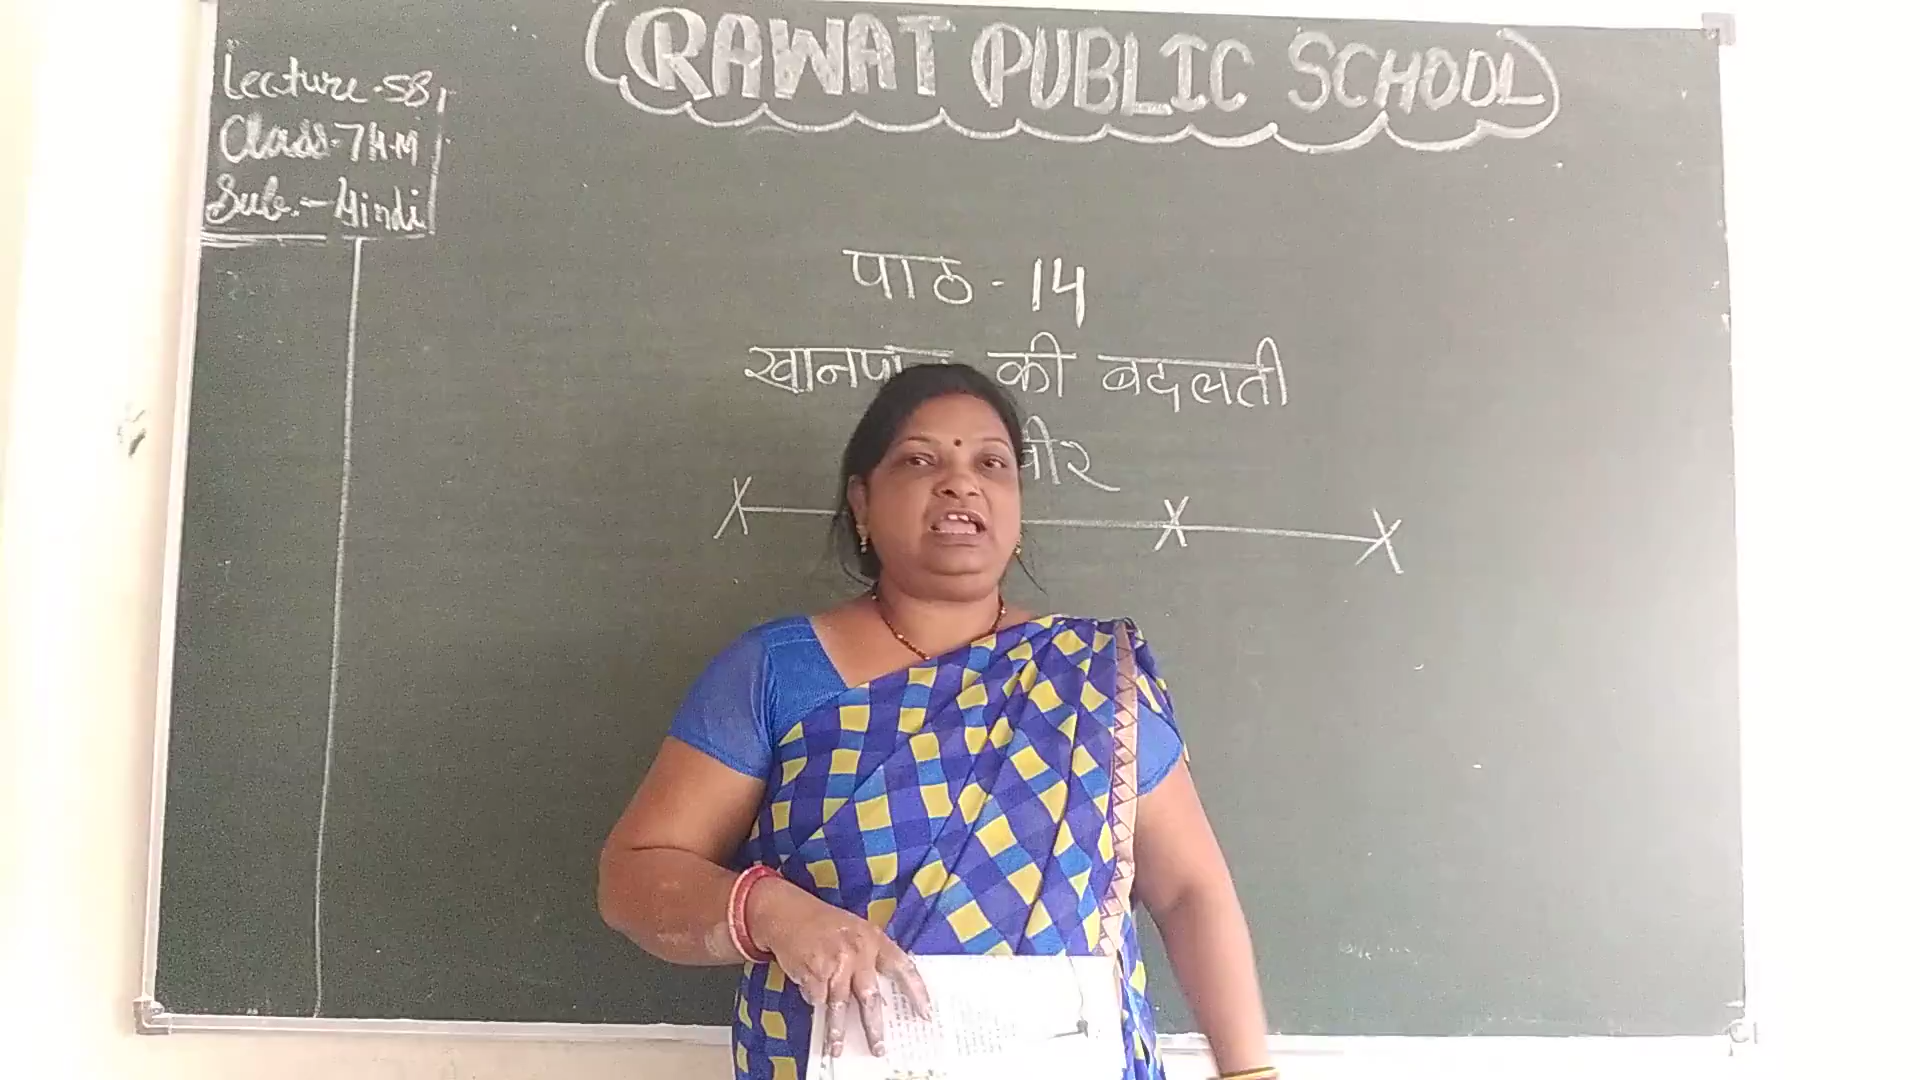 RAWAT PUBLIC SCHOOL
Lecture-58
Class-7 H.M
Sub.-Hindi
पाठ-14
की बदलती